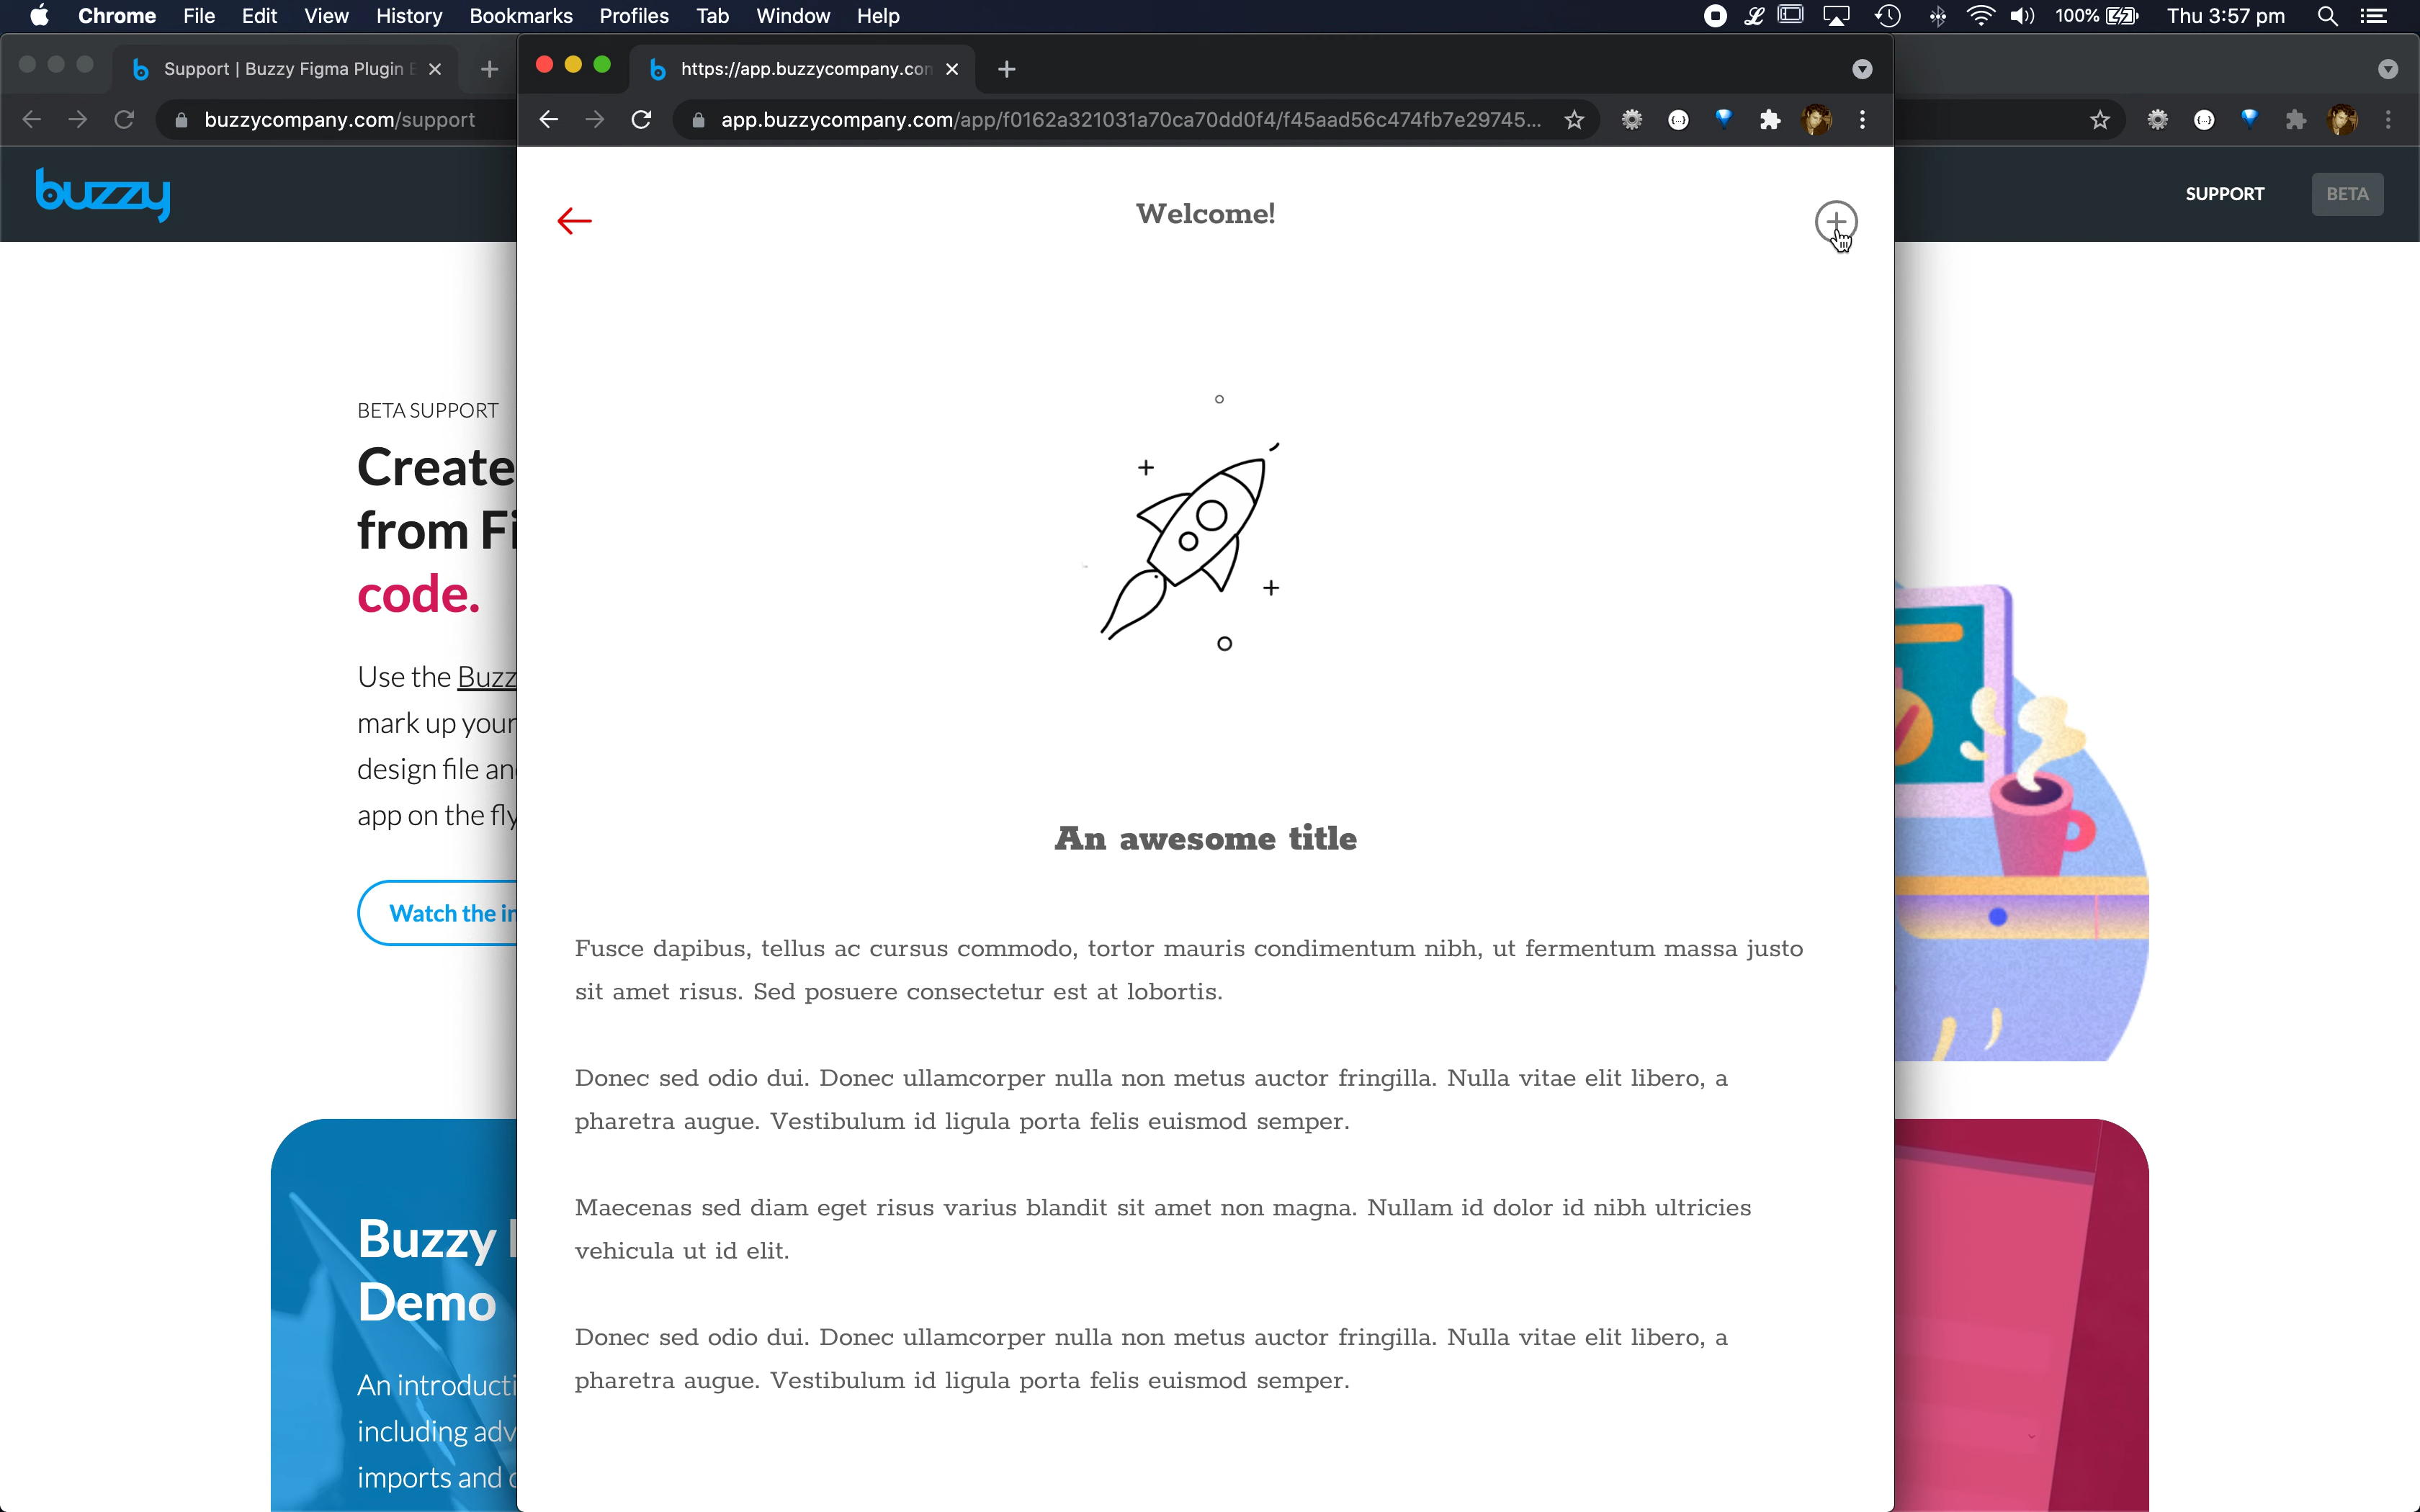 Chrome File Edit View History Bookmarks Profiles Tab Window Help 100% Thu 3:57 pm
Support | Buzzy Figma Plugin
https://app.buzzycompany.con
buzzycompany.com/support
app.buzzycompany.com/app/f0162a321031a70ca70dd0f4/f45aad56c474fb7e29745...
buzzy
SUPPORT
BETA
BETA SUPPORT
Create
from Fi
code.
Use the Buzz
mark up your
design file an
app on the fly
Watch the in
Buzzy
Demo
An introducti
including adv
imports and
Welcome!
An awesome title
Fusce dapibus, tellus ac cursus commodo, tortor mauris condimentum nibh, ut fermentum massa justo
sit amet risus. Sed posuere consectetur est at lobortis.
Donec sed odio dui. Donec ullamcorper nulla non metus auctor fringilla. Nulla vitae elit libero, a
pharetra augue. Vestibulum id ligula porta felis euismod semper.
Maecenas sed diam eget risus varius blandit sit amet non magna. Nullam id dolor id nibh ultricies
vehicula ut id elit.
Donec sed odio dui. Donec ullamcorper nulla non metus auctor fringilla. Nulla vitae elit libero, a
pharetra augue. Vestibulum id ligula porta felis euismod semper.